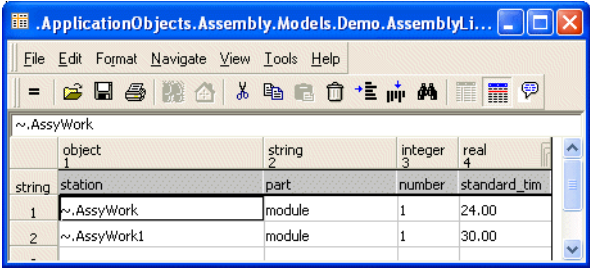 .ApplicationObjects.Assembly.Models.Demo.AssemblyLi...
File Edit Format Navigate View Tools Help
~.AssyWork
object string integer real
1 2 3 4
string station part number standard_tim
1 ~.AssyWork module 1 24.00
2 ~.AssyWork1 module 1 30.00